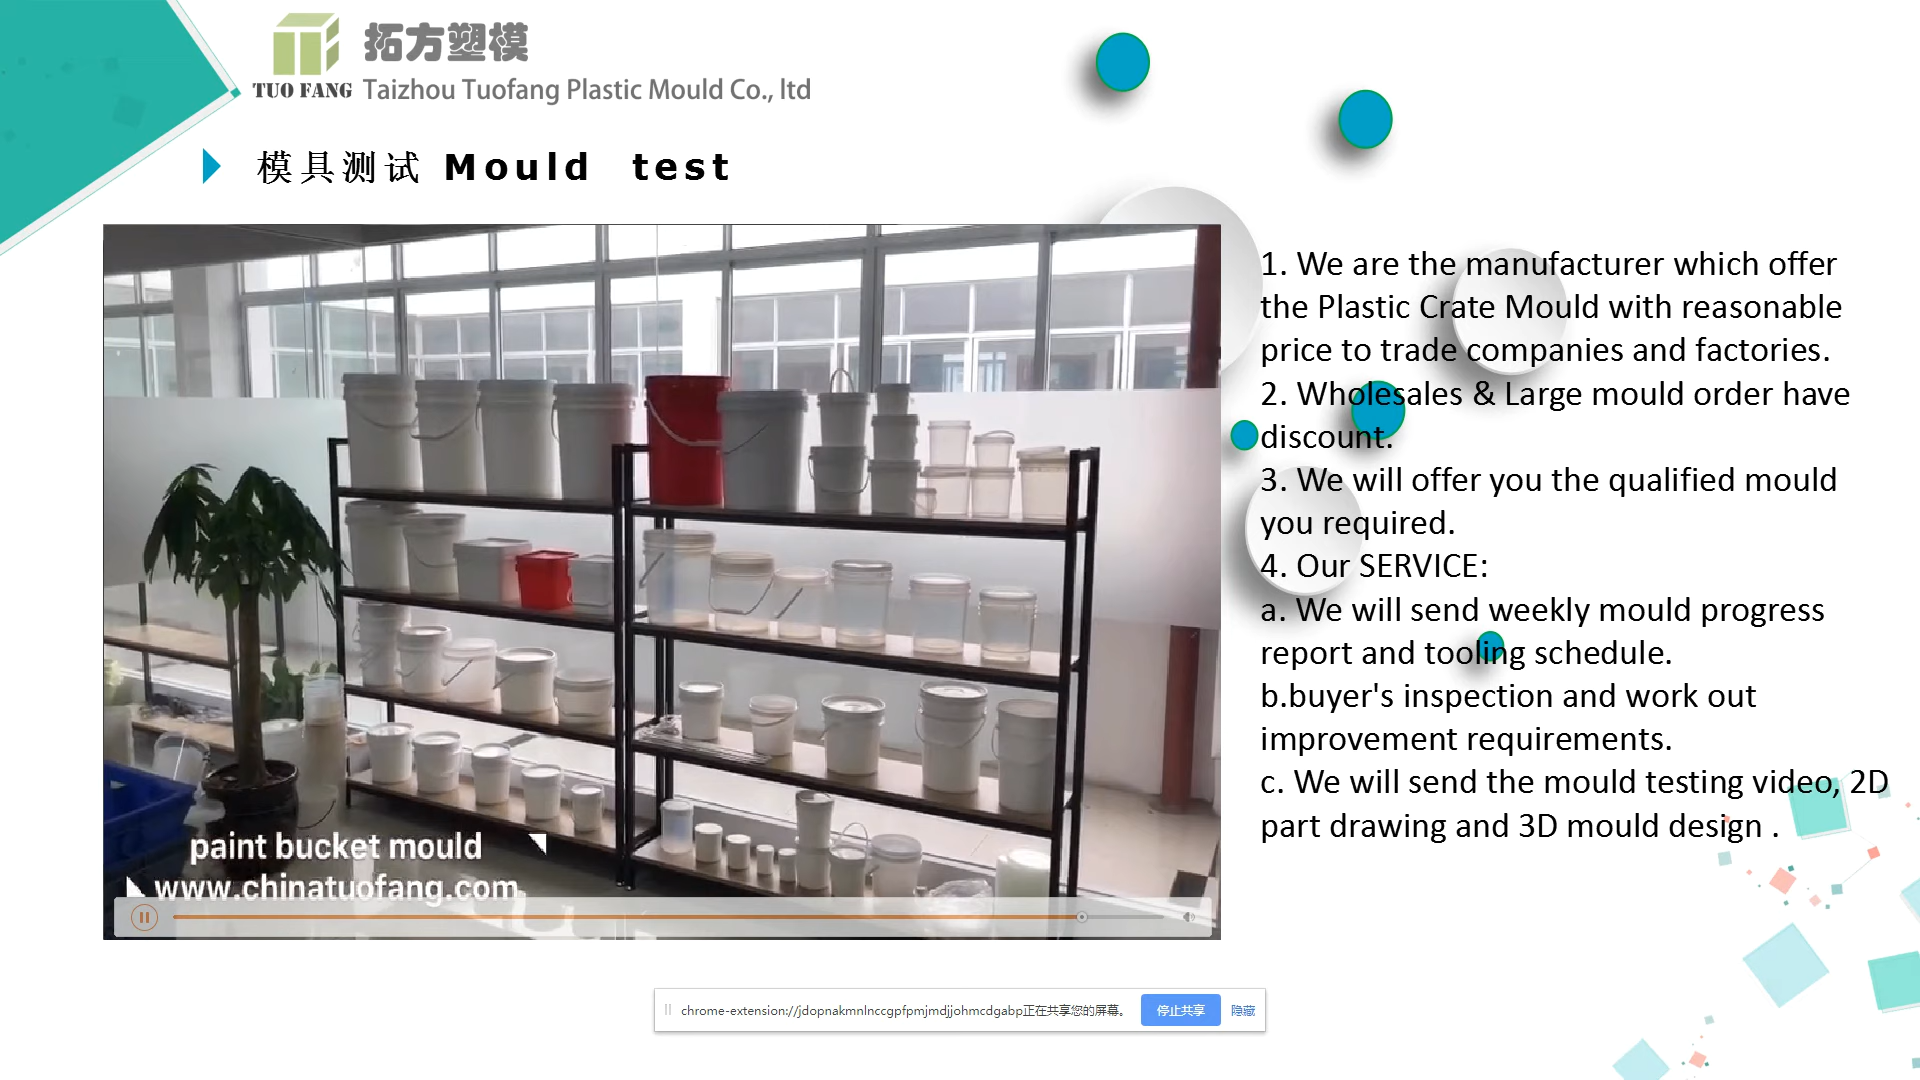 拓方塑模
TUO FANG Taizhou Tuofang Plastic Mould Co., ltd
模具测试 Mould test
1. We are the manufacturer which offer
the Plastic Crate Mould with reasonable
price to trade companies and factories.
2. Wholesales & Large mould order have
discount.
3. We will offer you the qualified mould
you required.
4. Our SERVICE:
a. We will send weekly mould progress
report and tooling schedule.
b.buyer's inspection and work out
improvement requirements.
c. We will send the mould testing video, 2D
part drawing and 3D mould design .
paint bucket mould
www.chinatuofang.com
chrome-extension://jdopnakmnlnccgpfpmjmdjjohmcdgabp正在共享您的屏幕。 停止共享 隐藏